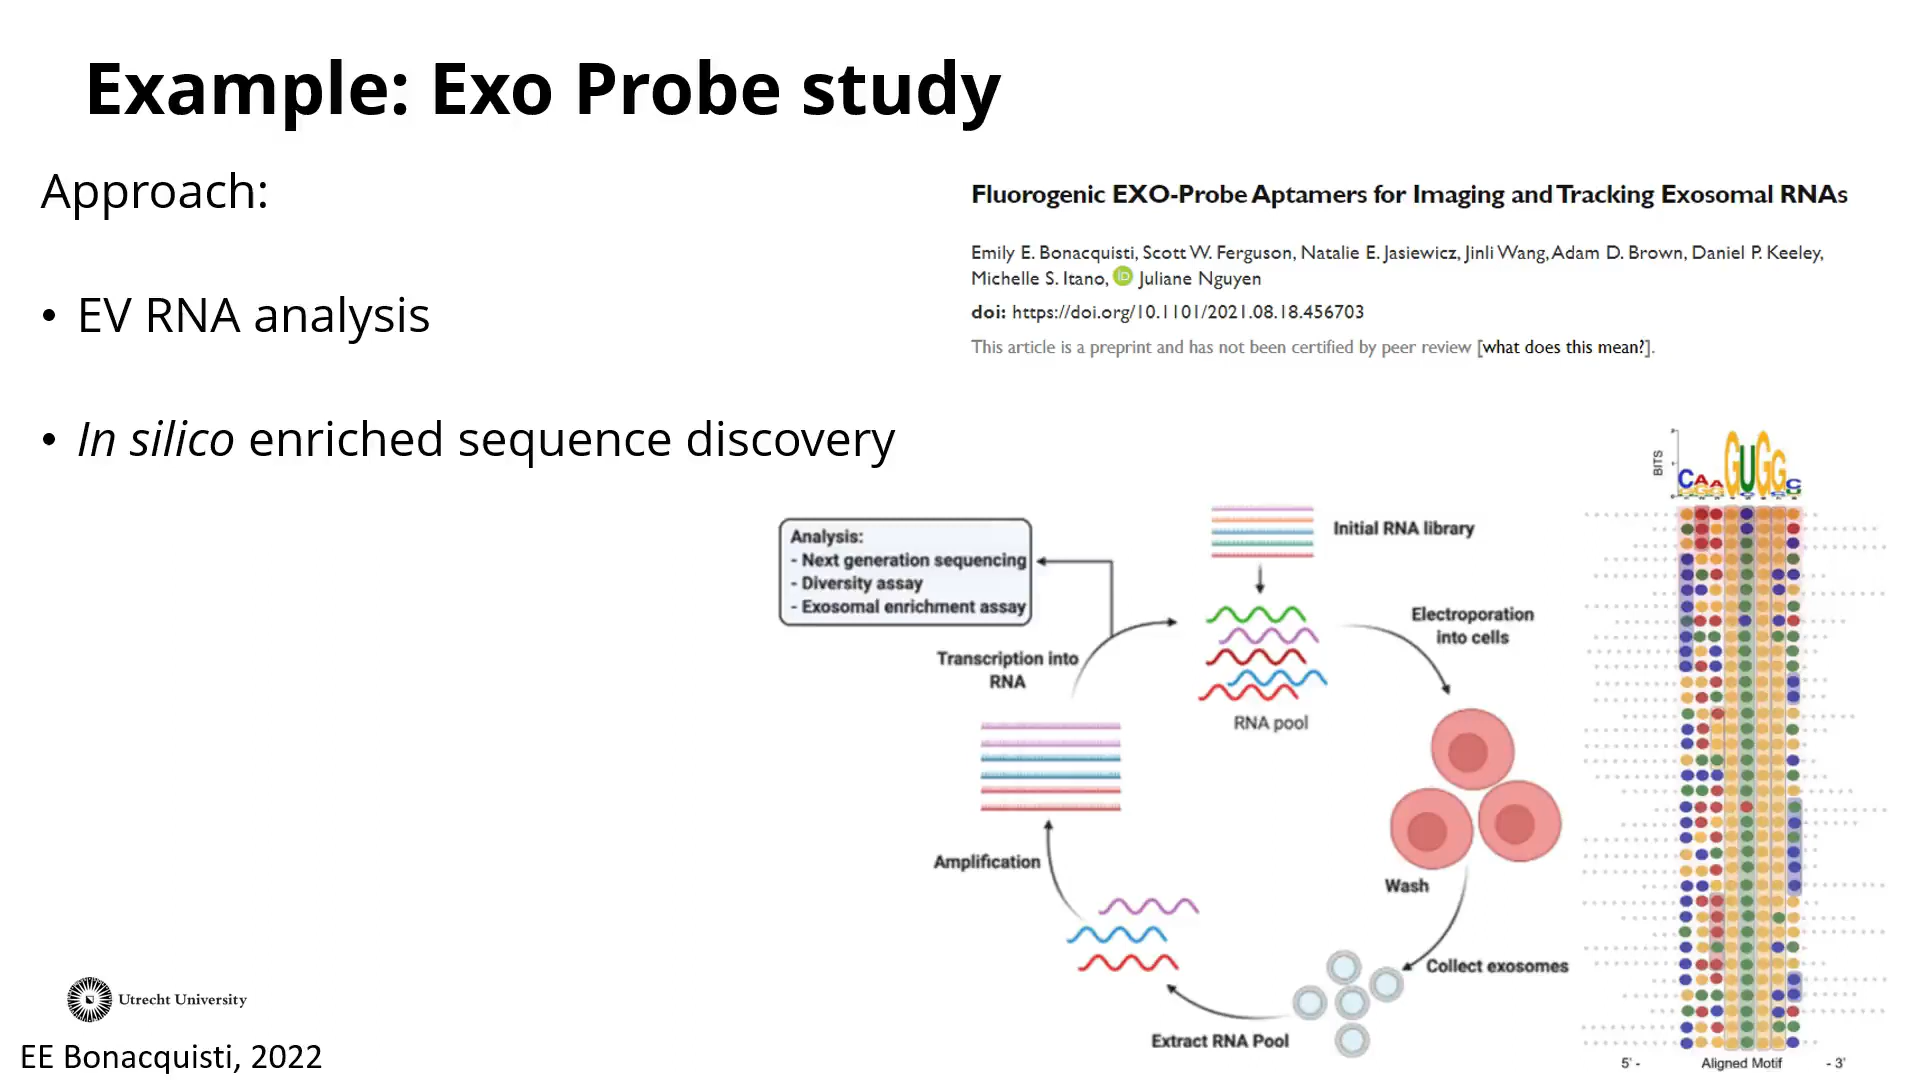 Example: Exo Probe study
Approach:
• EV RNA analysis
• In silico enriched sequence discovery
Fluorogenic EXO-Probe Aptamers for Imaging and Tracking Exosomal RNAs
Emily E. Bonacquisti, Scott W. Ferguson, Natalie E. Jasiewicz, Jinli Wang, Adam D. Brown, Daniel P. Keeley,
Michelle S. Itano, iD Juliane Nguyen
doi: https://doi.org/10.1101/2021.08.18.456703
This article is a preprint and has not been certified by peer review [what does this mean?].
Analysis:
- Next generation sequencing
- Diversity assay
- Exosomal enrichment assay
Initial RNA library
Electroporation
into cells
Transcription into
RNA
RNA pool
Amplification
Wash
Collect exosomes
Extract RNA Pool
BITS
CAAGUGGC
5' -
Aligned Motif
- 3'
Utrecht University
EE Bonacquisti, 2022